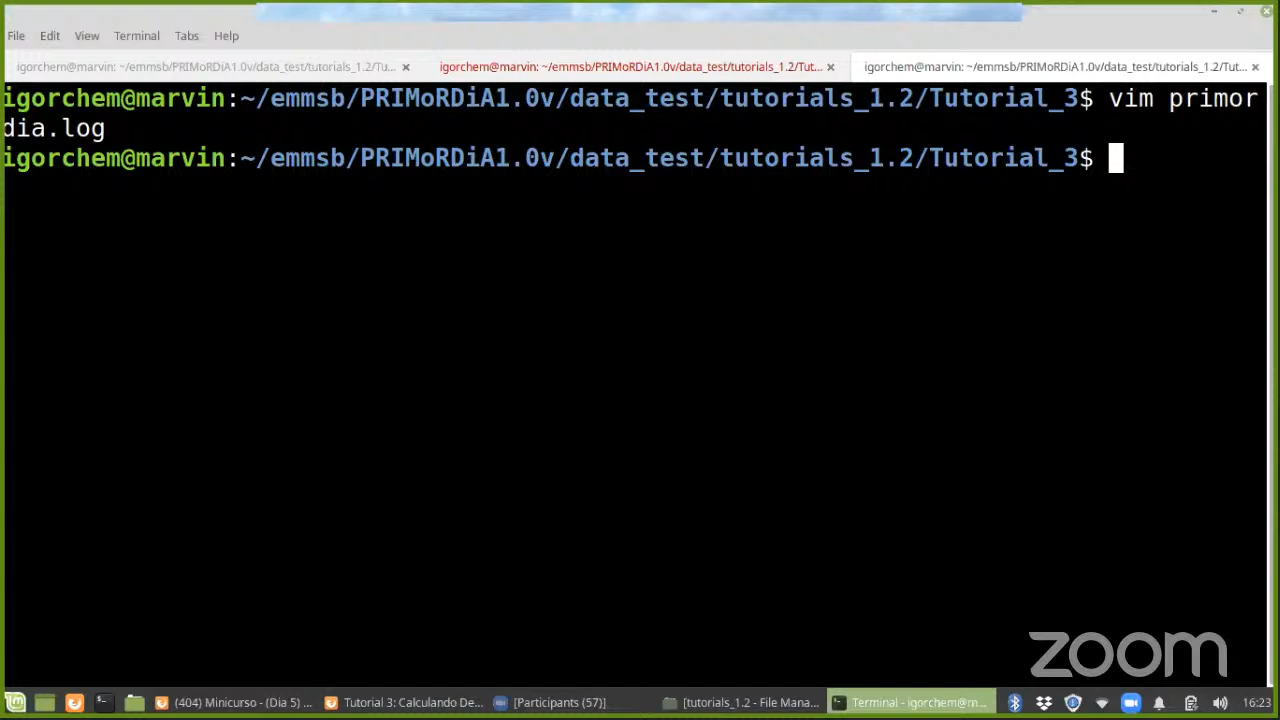 File Edit View Terminal Tabs Help
igorchem@marvin: ~/emmsb/PRIMoRDiA1.0v/data_test/tutorials_1.2/Tu... igorchem@marvin: ~/emmsb/PRIMoRDiA1.0v/data_test/tutorials_1.2/Tut... igorchem@marvin: ~/emmsb/PRIMoRDiA1.0v/data_test/tutorials_1.2/Tut...
igorchem@marvin:~/emmsb/PRIMoRDiA1.0v/data_test/tutorials_1.2/Tutorial_3$ vim primor
dia.log
igorchem@marvin:~/emmsb/PRIMoRDiA1.0v/data_test/tutorials_1.2/Tutorial_3$
zoom
(404) Minicurso - (Dia 5) ... Tutorial 3: Calculando De... [Participants (57)] [tutorials_1.2 - File Mana... Terminal - igorchem@m... 16:23